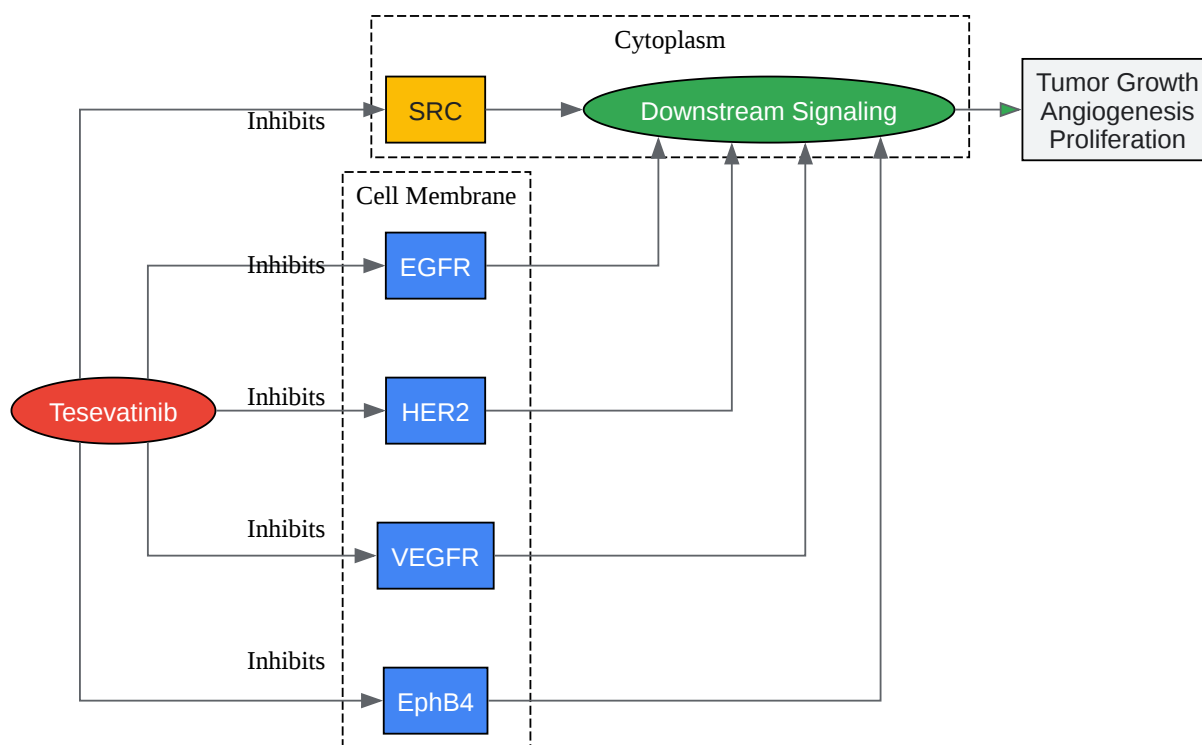 Cytoplasm
Inhibits
SRC
Downstream Signaling
Tumor Growth
Angiogenesis
Proliferation
Cell Membrane
Inhibits
EGFR
Tesevatinib
Inhibits
HER2
Inhibits
VEGFR
Inhibits
EphB4